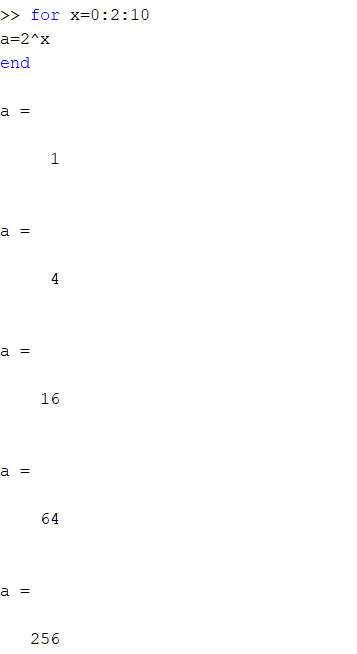 >> for x=0:2:10
a=2^x
end
a =
1
a =
4
a =
16
a =
64
a =
256